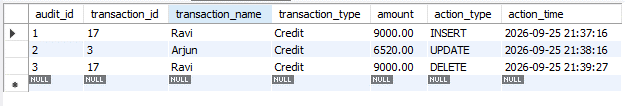 audit_id transaction_id transaction_name transaction_type amount action_type action_time
1 17 Ravi Credit 9000.00 INSERT 2026-09-25 21:37:16
2 3 Arjun Credit 6520.00 UPDATE 2026-09-25 21:38:16
3 17 Ravi Credit 9000.00 DELETE 2026-09-25 21:39:27
NULL NULL NULL NULL NULL NULL NULL